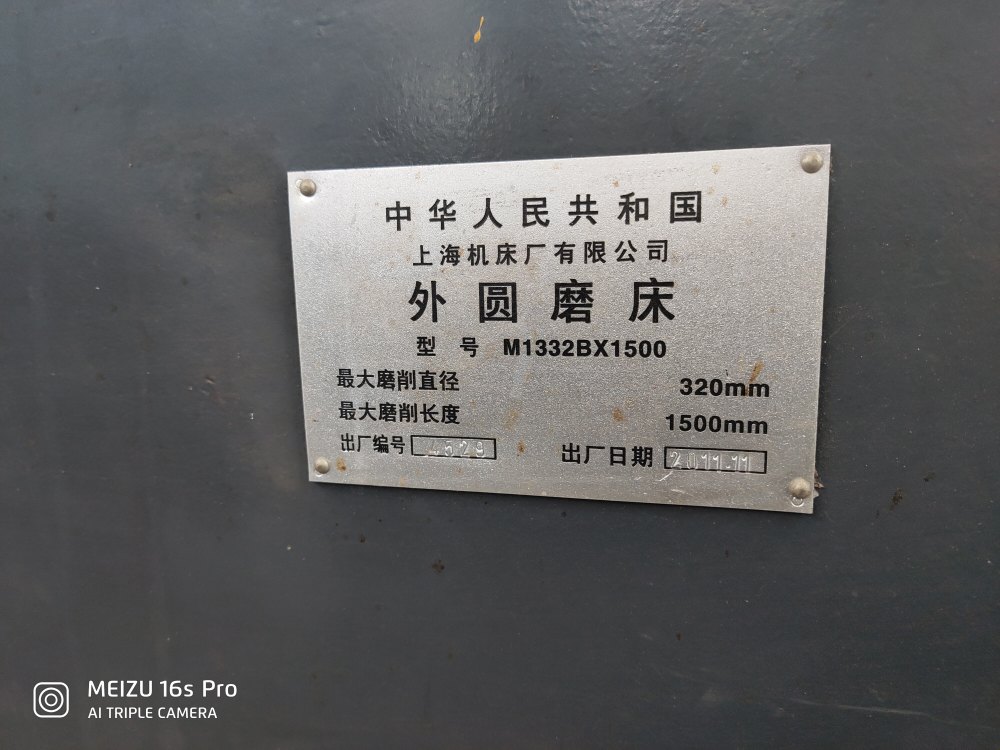 中华人民共和国
上海机床厂有限公司
外圆磨床
型号 M1332BX1500
最大磨削直径 320mm
最大磨削长度 1500mm
出厂编号 4529 出厂日期 2011.11
MEIZU 16s Pro
AI TRIPLE CAMERA